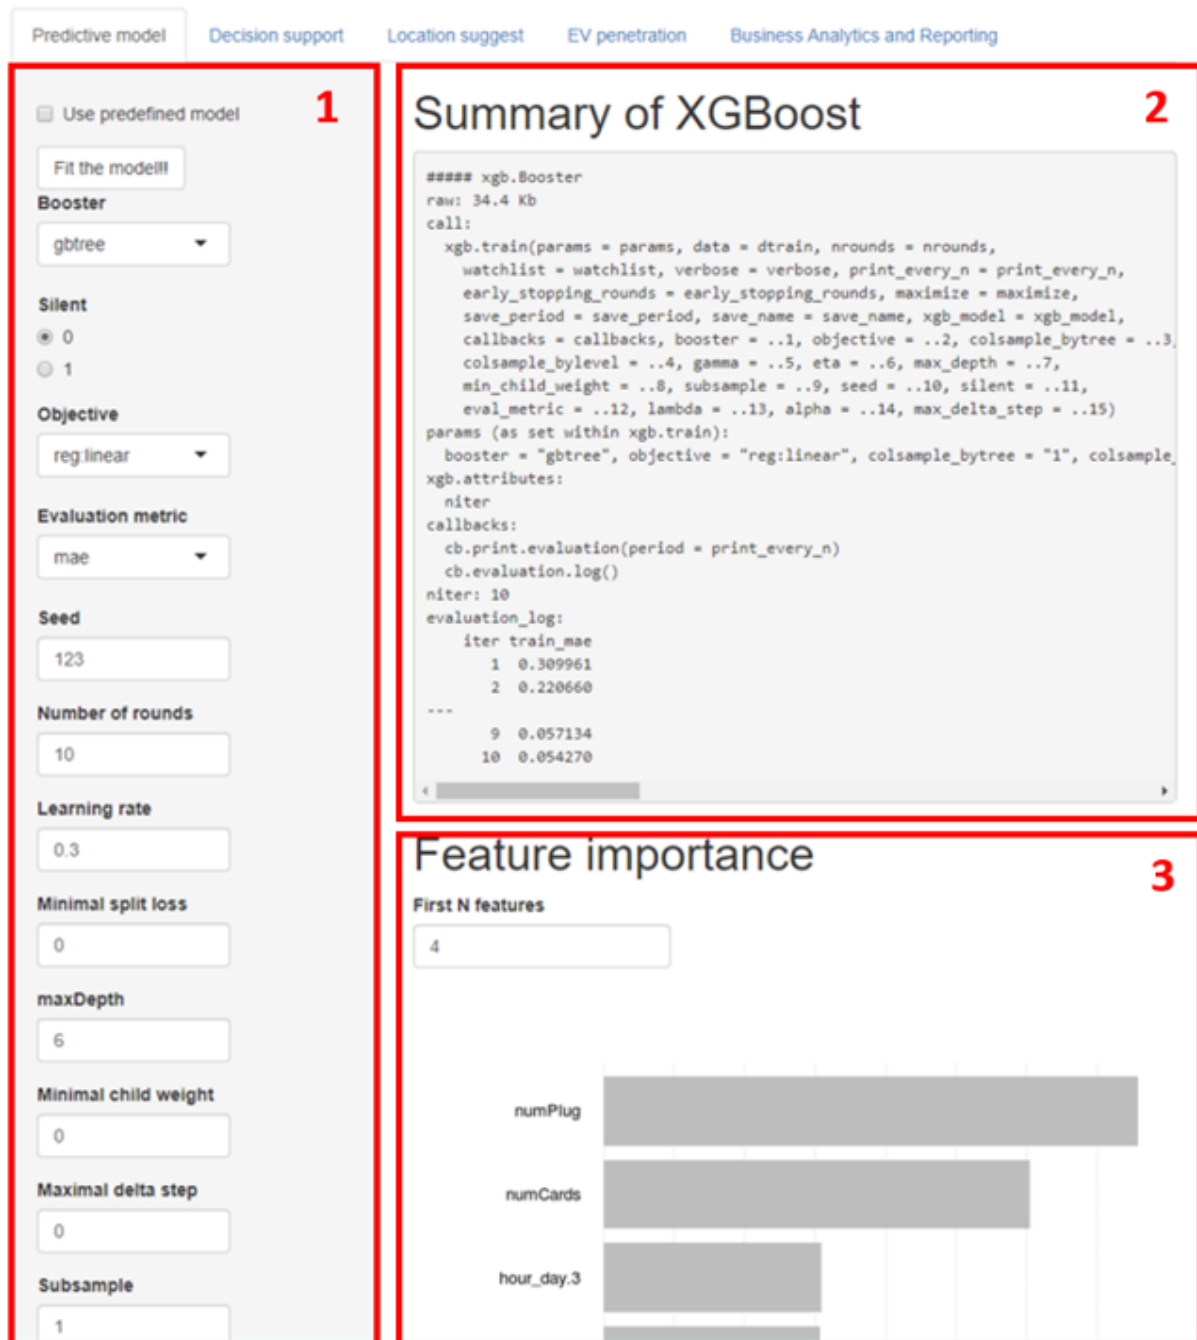 Predictive model Decision support Location suggest EV penetration Business Analytics and Reporting
1
Use predefined model
Fit the model!!!
Booster
gbtree
Silent
0
1
Objective
reg:linear
Evaluation metric
mae
Seed
123
Number of rounds
10
Learning rate
0.3
Minimal split loss
0
maxDepth
6
Minimal child weight
0
Maximal delta step
0
Subsample
1
2
Summary of XGBoost
##### xgb.Booster
raw: 34.4 Kb
call:
xgb.train(params = params, data = dtrain, nrounds = nrounds,
watchlist = watchlist, verbose = verbose, print_every_n = print_every_n,
early_stopping_rounds = early_stopping_rounds, maximize = maximize,
save_period = save_period, save_name = save_name, xgb_model = xgb_model,
callbacks = callbacks, booster = ..1, objective = ..2, colsample_bytree = ..3,
colsample_bylevel = ..4, gamma = ..5, eta = ..6, max_depth = ..7,
min_child_weight = ..8, subsample = ..9, seed = ..10, silent = ..11,
eval_metric = ..12, lambda = ..13, alpha = ..14, max_delta_step = ..15)
params (as set within xgb.train):
booster = "gbtree", objective = "reg:linear", colsample_bytree = "1", colsample_
xgb.attributes:
niter
callbacks:
cb.print.evaluation(period = print_every_n)
cb.evaluation.log()
niter: 10
evaluation_log:
iter train_mae
1 0.309961
2 0.220660
---
9 0.057134
10 0.054270
3
Feature importance
First N features
4
numPlug
numCards
hour_day.3